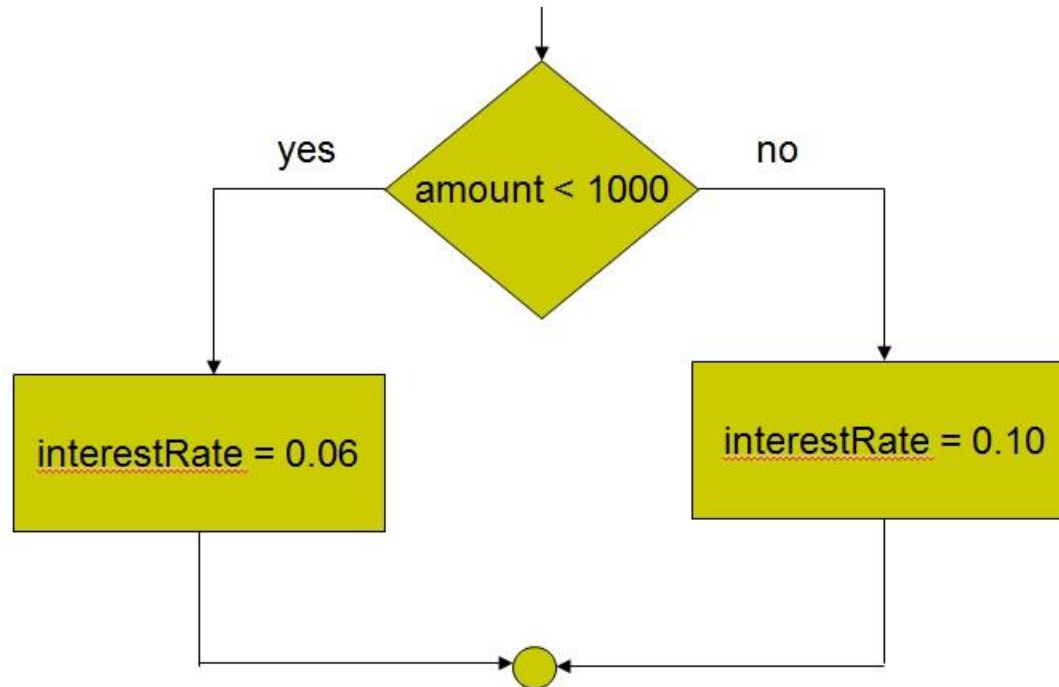 yes
no
amount < 1000
interestRate = 0.06
interestRate = 0.10